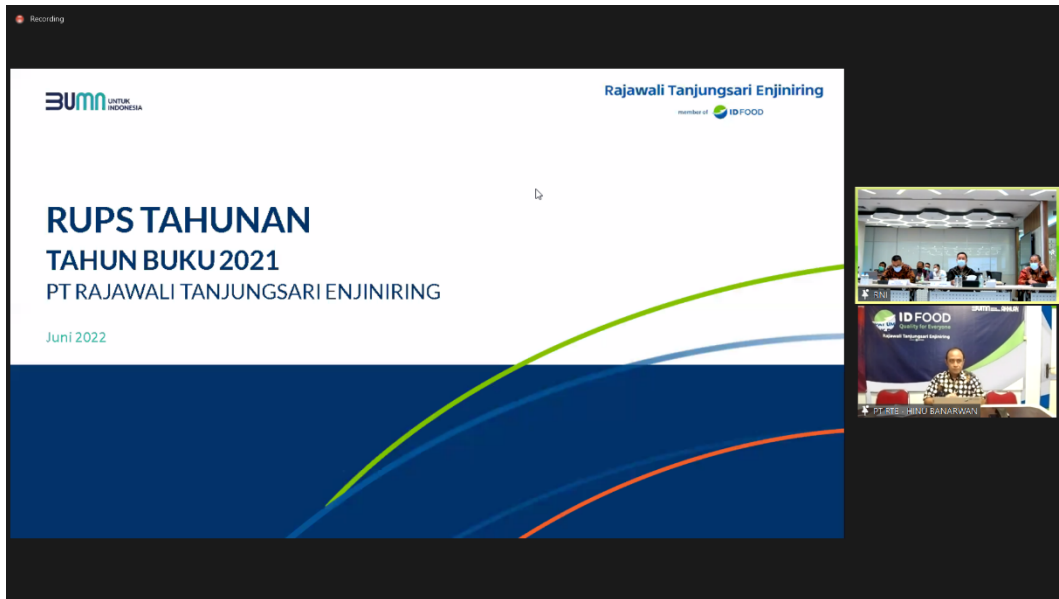 Recording
BUMN UNTUK
INDONESIA
Rajawali Tanjungsari Enjiniring
member of ID FOOD
RUPS TAHUNAN
TAHUN BUKU 2021
PT RAJAWALI TANJUNGSARI ENJINIRING
Juni 2022
RNI
ID FOOD
Quality for Everyone
Rajawali Tanjungsari Enjiniring
PT RTE - HINU BANARWAN